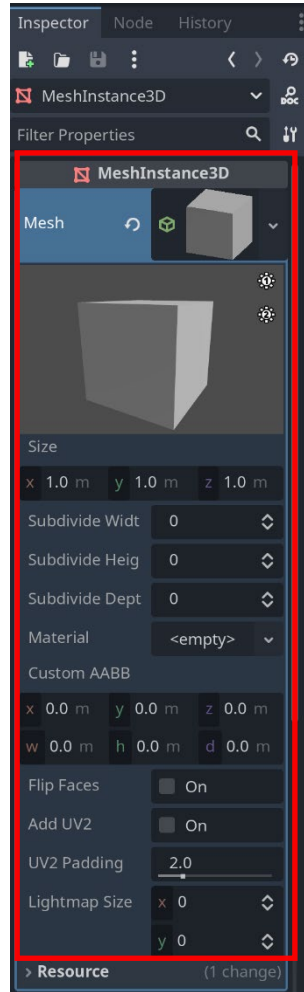 Inspector Node History
MeshInstance3D DOC
Filter Properties
MeshInstance3D
Mesh
1
2
Size
x 1.0 m y 1.0 m z 1.0 m
Subdivide Widt 0
Subdivide Heig 0
Subdivide Dept 0
Material <empty>
Custom AABB
x 0.0 m y 0.0 m z 0.0 m
w 0.0 m h 0.0 m d 0.0 m
Flip Faces On
Add UV2 On
UV2 Padding 2.0
Lightmap Size x 0
y 0
> Resource (1 change)